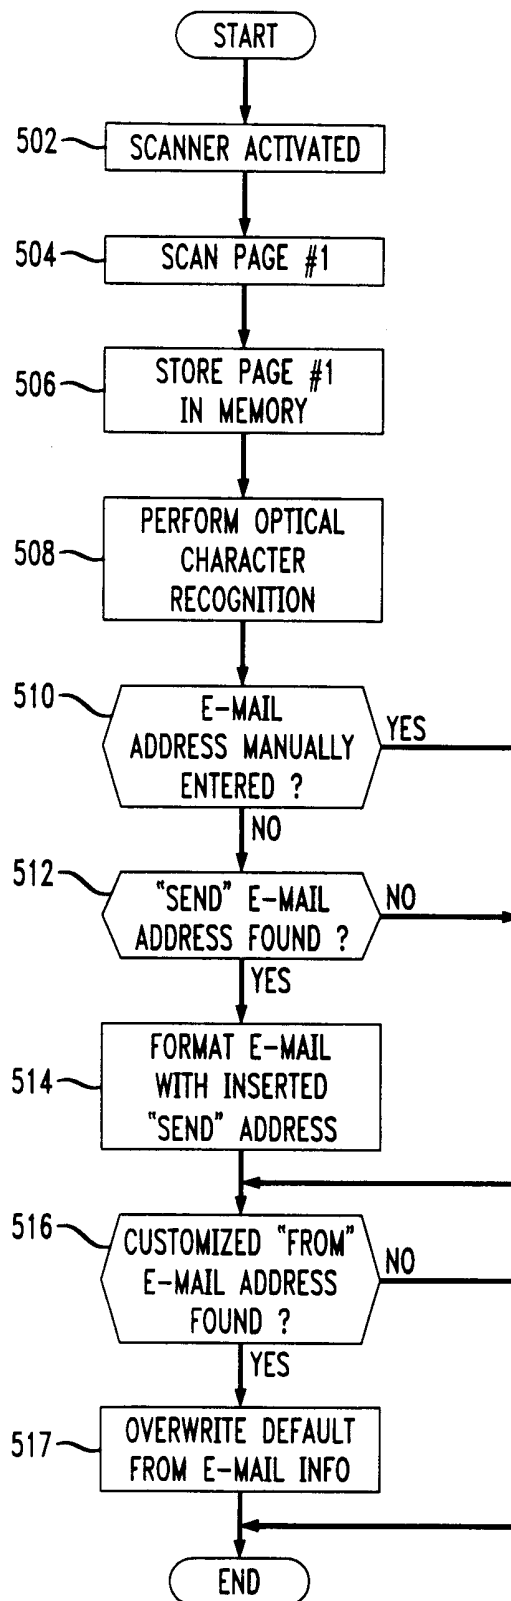 START
502
SCANNER ACTIVATED
504
SCAN PAGE #1
506
STORE PAGE #1
IN MEMORY
508
PERFORM OPTICAL
CHARACTER
RECOGNITION
510
E-MAIL
ADDRESS MANUALLY
ENTERED ?
YES
NO
512
"SEND" E-MAIL
ADDRESS FOUND ?
NO
YES
514
FORMAT E-MAIL
WITH INSERTED
"SEND" ADDRESS
516
CUSTOMIZED "FROM"
E-MAIL ADDRESS
FOUND ?
NO
YES
517
OVERWRITE DEFAULT
FROM E-MAIL INFO
END